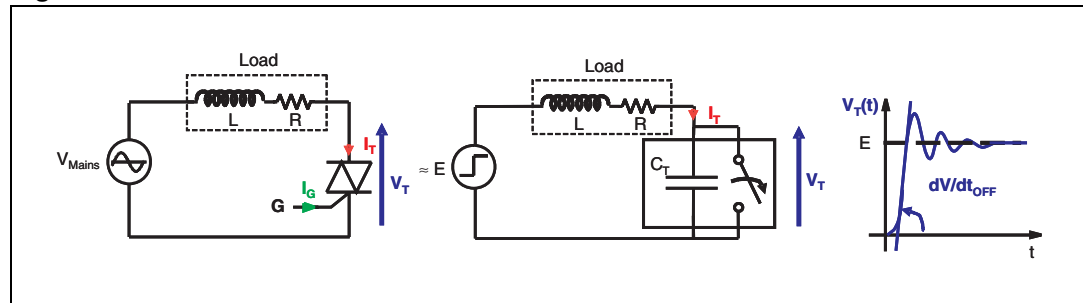 Load
L
R
V_Mains
I_T
V_T
I_G
G
Load
L
R
I_T
≈ E
C_T
V_T
V_T(t)
E
dV/dt_OFF
t